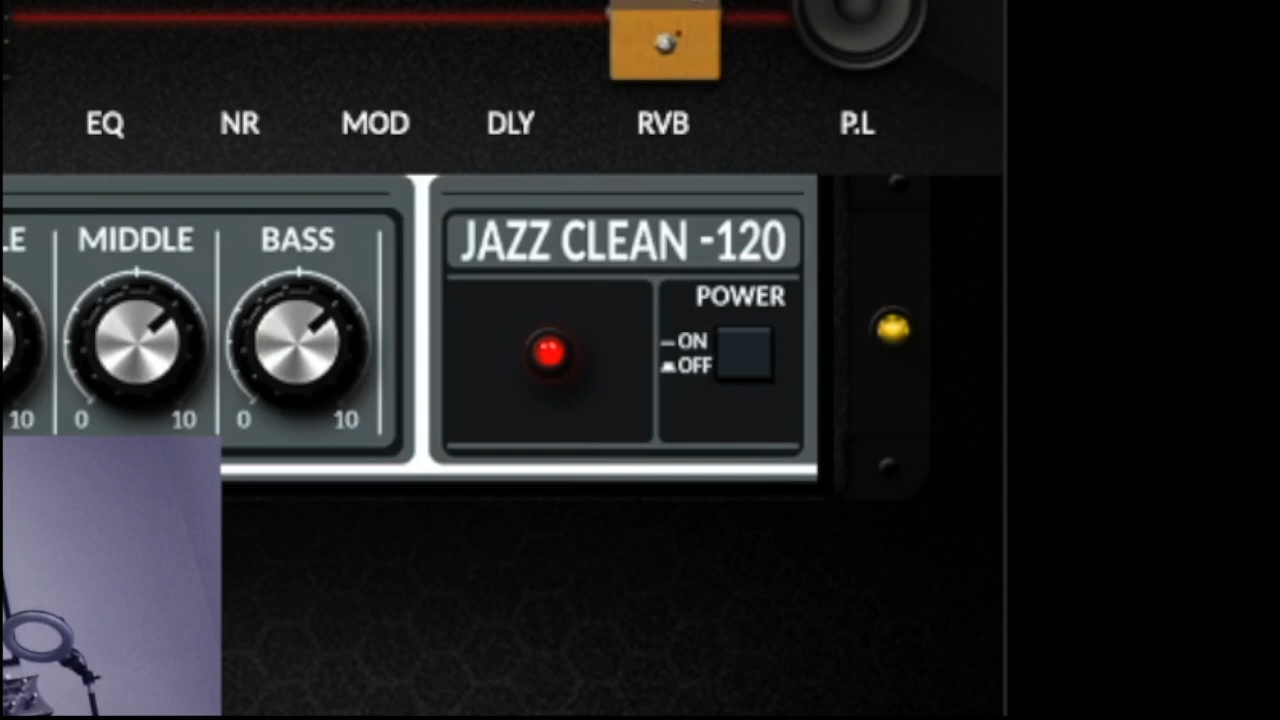 EQ NR MOD DLY RVB P.L
LE MIDDLE BASS
JAZZ CLEAN -120
POWER
ON
OFF
10 0 10 0 10